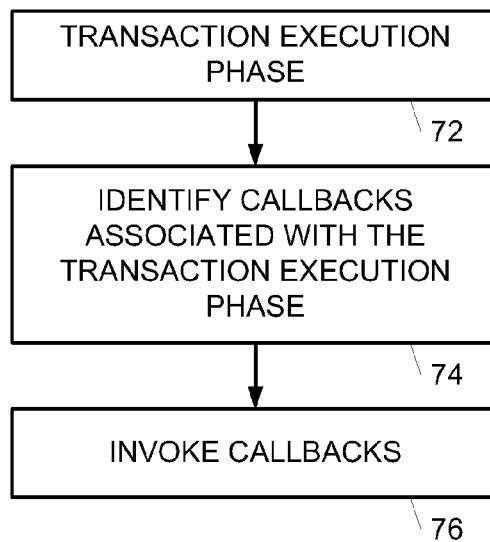 TRANSACTION EXECUTION
PHASE
72
IDENTIFY CALLBACKS
ASSOCIATED WITH THE
TRANSACTION EXECUTION
PHASE
74
INVOKE CALLBACKS
76